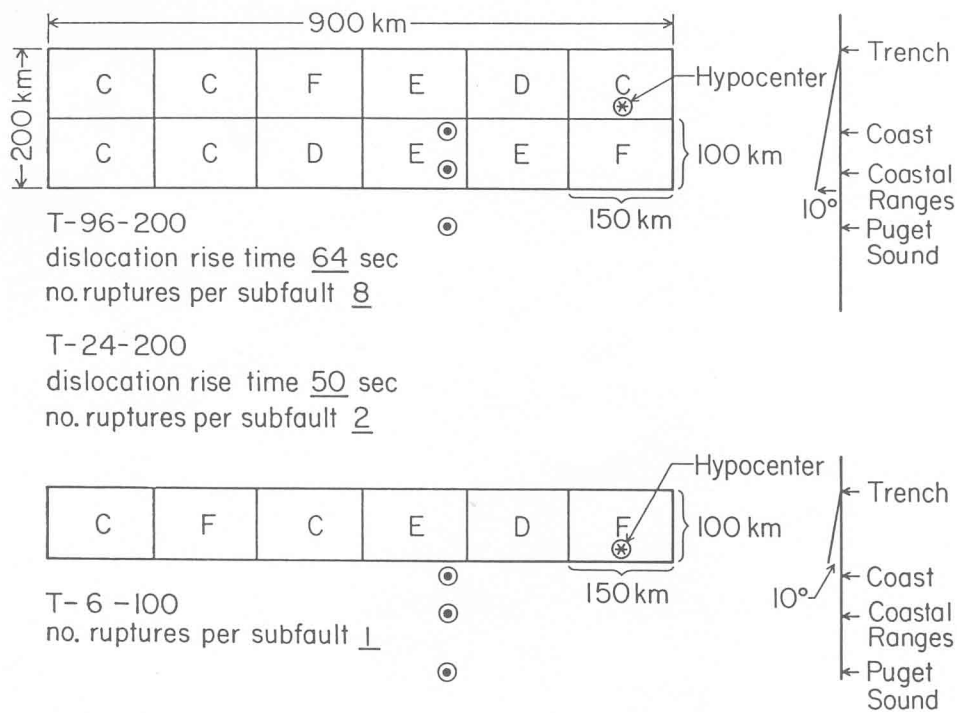 900 km
200 km
C C F E D C
Hypocenter
C C D E E F
100 km
150 km
Trench
Coast
Coastal
Ranges
10°
Puget
Sound
T-96-200
dislocation rise time 64 sec
no. ruptures per subfault 8
T-24-200
dislocation rise time 50 sec
no. ruptures per subfault 2
Hypocenter
C F C E D F
100 km
150 km
Trench
10°
Coast
Coastal
Ranges
Puget
Sound
T-6-100
no. ruptures per subfault 1